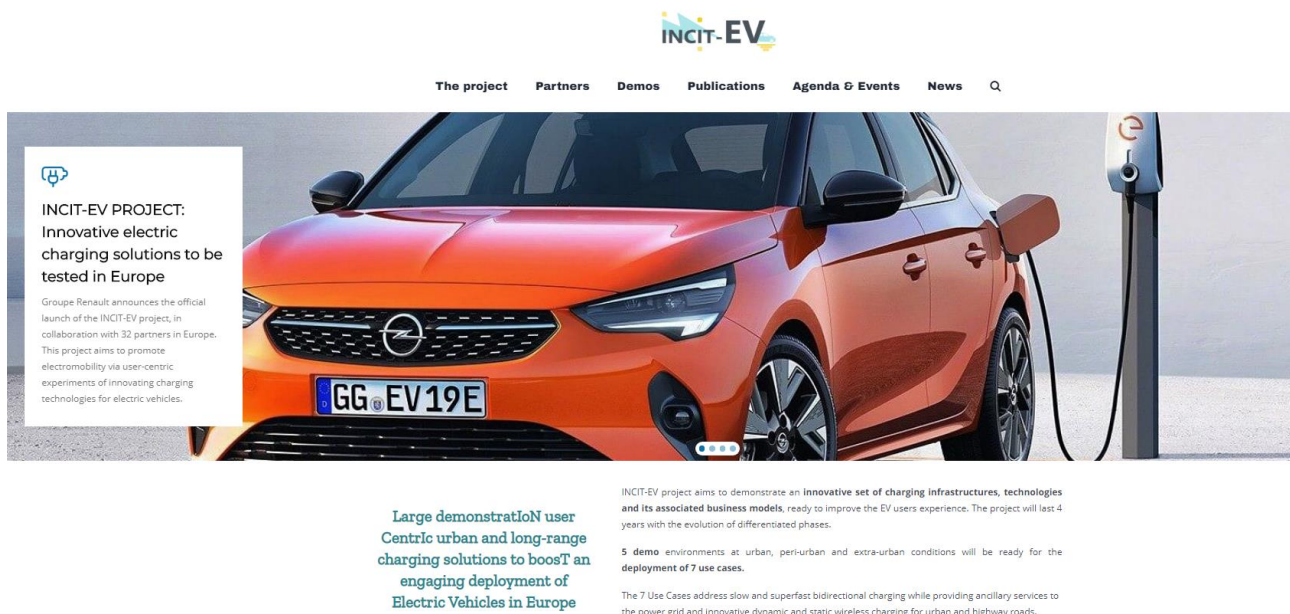 INCIT-EV
The project Partners Demos Publications Agenda & Events News
INCIT-EV PROJECT:
Innovative electric
charging solutions to be
tested in Europe
Groupe Renault announces the official
launch of the INCIT-EV project, in
collaboration with 32 partners in Europe.
This project aims to promote
electromobility via user-centric
experiments of innovating charging
technologies for electric vehicles.
e
D
GG EV19E
Large demonstratIoN user
CentrIc urban and long-range
charging solutions to boosT an
engaging deployment of
Electric Vehicles in Europe
INCIT-EV project aims to demonstrate an innovative set of charging infrastructures, technologies
and its associated business models, ready to improve the EV users experience. The project will last 4
years with the evolution of differentiated phases.
5 demo environments at urban, peri-urban and extra-urban conditions will be ready for the
deployment of 7 use cases.
The 7 Use Cases address slow and superfast bidirectional charging while providing ancillary services to
the power grid and innovative dynamic and static wireless charging for urban and highway roads.